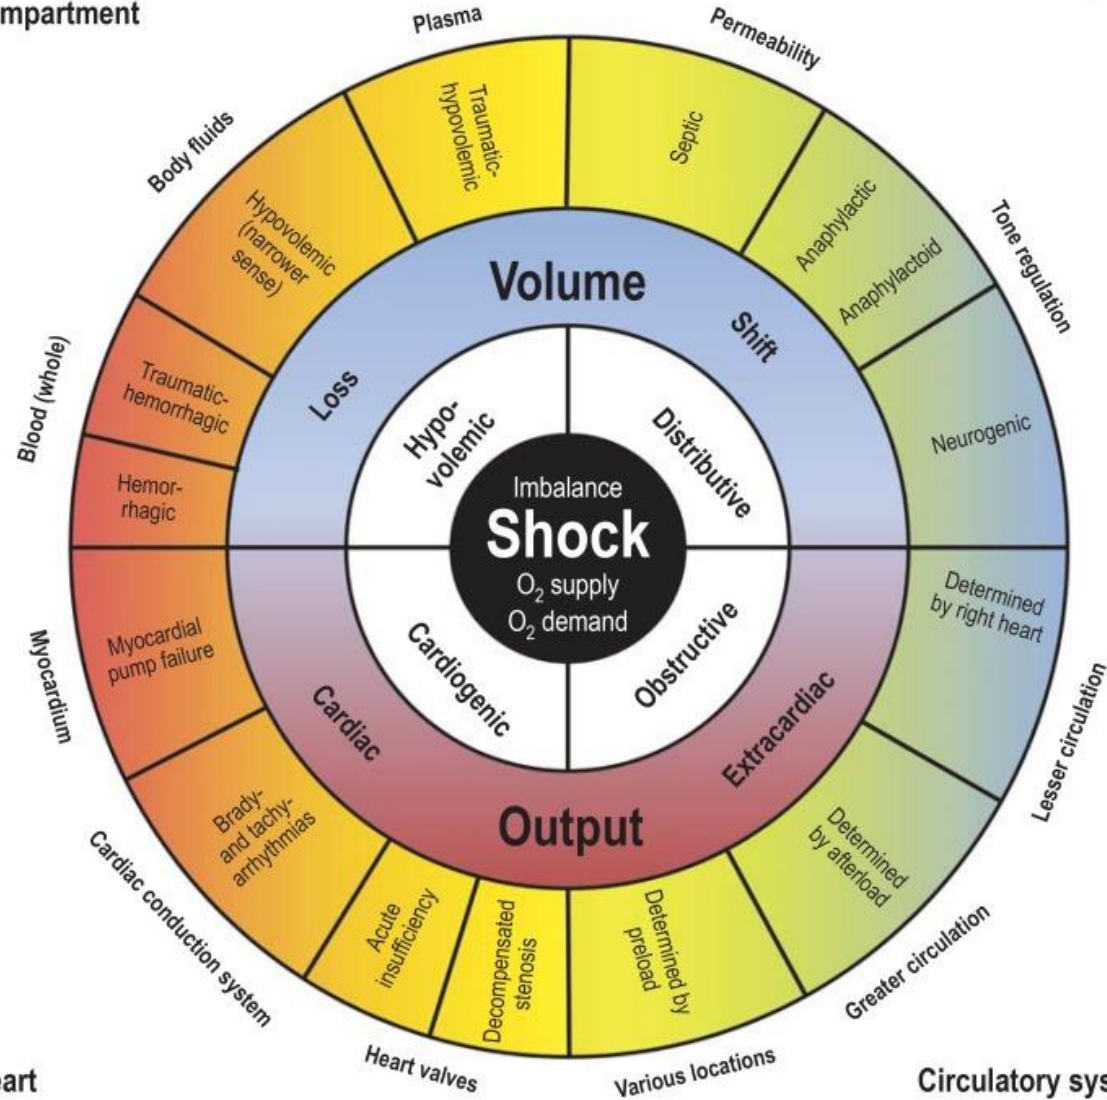 mpartment
Plasma
Permeability
Body fluids
Tone regulation
Blood (whole)
Traumatic-
hypovolemic
Septic
Hypovolemic
(narrower
sense)
Anaphylactic
Anaphylactoid
Traumatic-
hemorrhagic
Neurogenic
Hemor-
rhagic
Volume
Loss
Shift
Hypo-
volemic
Distributive
Imbalance
Shock
O₂ supply
O₂ demand
Cardiogenic
Obstructive
Cardiac
Extracardiac
Output
Myocardial
pump failure
Determined
by right heart
Myocardium
Lesser circulation
Brady-
and tachy-
arrhythmias
Determined
by afterload
Acute
insufficiency
Decompensated
stenosis
Determined by
preload
Cardiac conduction system
Greater circulation
Heart valves
Various locations
eart
Circulatory sys